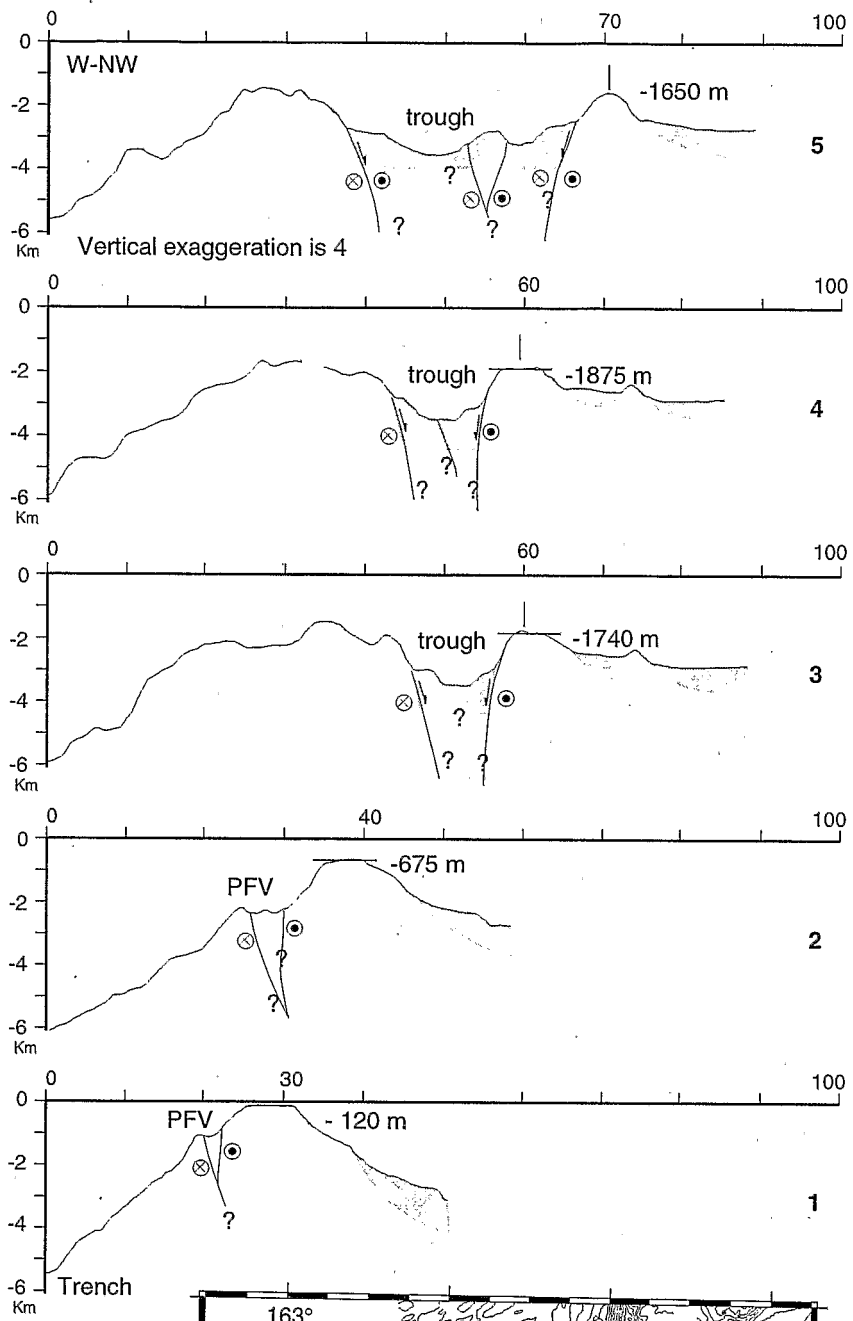 0 70 100
0
W-NW
-1650 m
-2
trough
5
-4
?
?
?
-6
?
Km
Vertical exaggeration is 4
0 60 100
0
-2
trough
-1875 m
4
-4
?
? ?
-6
Km
0 60 100
0
-2
trough
-1740 m
3
-4
?
? ?
-6
Km
0 40 100
0
-675 m
PFV
-2
2
?
-4
?
-6
Km
0 30 100
0
PFV
- 120 m
-2
1
-4
?
-6
Trench
Km
163°